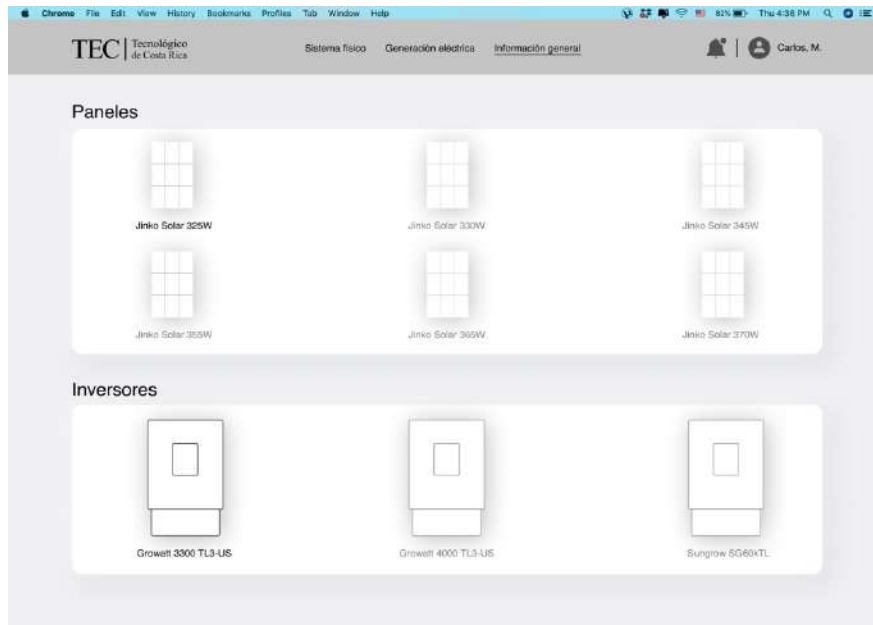 Chrome File Edit View History Bookmarks Profiles Tab Window Help 82% Thu 4:38 PM
TEC Tecnológico
de Costa Rica
Sistema físico Generación eléctrica Información general Carlos, M.
Paneles
Jinko Solar 325W Jinko Solar 330W Jinko Solar 345W
Jinko Solar 355W Jinko Solar 365W Jinko Solar 370W
Inversores
Growatt 3300 TL3-US Growatt 4000 TL3-US Sungrow SG60kTL